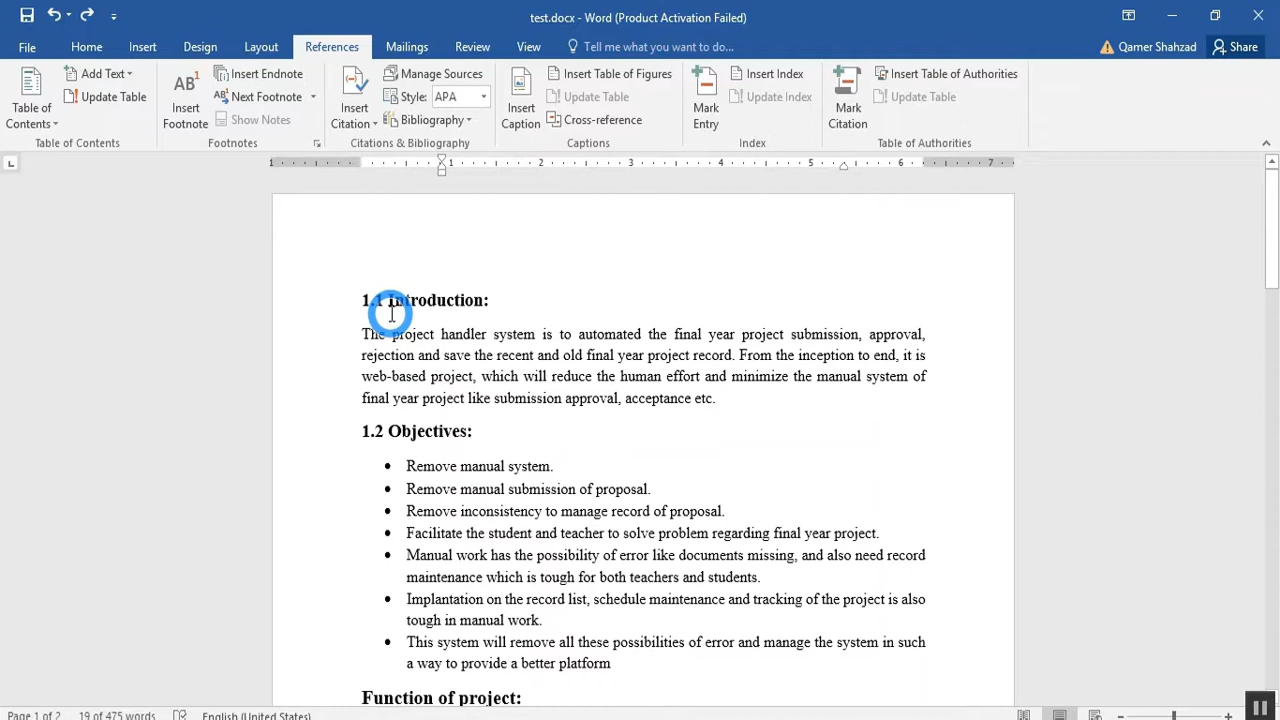 test.docx - Word (Product Activation Failed)
File Home Insert Design Layout References Mailings Review View Tell me what you want to do... Qamer Shahzad Share
Table of Contents
Add Text
Update Table
Table of Contents
AB1 Insert Footnote
Insert Endnote
Next Footnote
Show Notes
Footnotes
Insert Citation
Manage Sources
Style: APA
Bibliography
Citations & Bibliography
Insert Caption
Insert Table of Figures
Update Table
Cross-reference
Captions
Mark Entry
Insert Index
Update Index
Index
Mark Citation
Insert Table of Authorities
Update Table
Table of Authorities
1 1 2 3 4 5 6 7
1.1 Introduction:
The project handler system is to automated the final year project submission, approval,
rejection and save the recent and old final year project record. From the inception to end, it is
web-based project, which will reduce the human effort and minimize the manual system of
final year project like submission approval, acceptance etc.
1.2 Objectives:
• Remove manual system.
• Remove manual submission of proposal.
• Remove inconsistency to manage record of proposal.
• Facilitate the student and teacher to solve problem regarding final year project.
• Manual work has the possibility of error like documents missing, and also need record
maintenance which is tough for both teachers and students.
• Implantation on the record list, schedule maintenance and tracking of the project is also
tough in manual work.
• This system will remove all these possibilities of error and manage the system in such
a way to provide a better platform
Function of project:
Page 1 of 2 19 of 475 words English (United States)